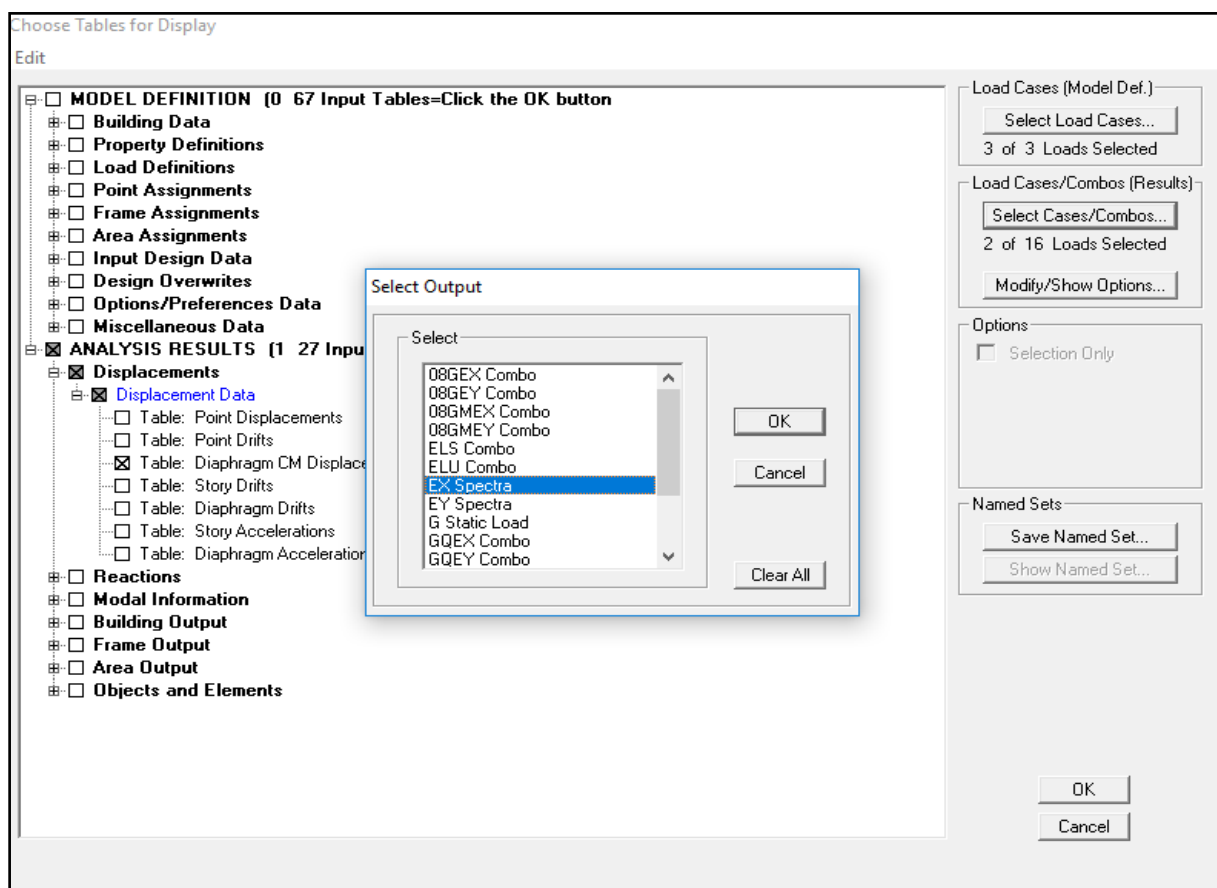 Choose Tables for Display
Edit
MODEL DEFINITION (0 67 Input Tables=Click the OK button
Building Data
Property Definitions
Load Definitions
Point Assignments
Frame Assignments
Area Assignments
Input Design Data
Design Overwrites
Options/Preferences Data
Miscellaneous Data
ANALYSIS RESULTS (1 27 Inpu
Displacements
Displacement Data
Table: Point Displacements
Table: Point Drifts
Table: Diaphragm CM Displace
Table: Story Drifts
Table: Diaphragm Drifts
Table: Story Accelerations
Table: Diaphragm Acceleration
Reactions
Modal Information
Building Output
Frame Output
Area Output
Objects and Elements
Select Output
Select
08GEX Combo
08GEY Combo
08GMEX Combo
08GMEY Combo
ELS Combo
ELU Combo
EX Spectra
EY Spectra
G Static Load
GQEX Combo
GQEY Combo
OK
Cancel
Clear All
Load Cases (Model Def.)
Select Load Cases...
3 of 3 Loads Selected
Load Cases/Combos (Results)
Select Cases/Combos...
2 of 16 Loads Selected
Modify/Show Options...
Options
Selection Only
Named Sets
Save Named Set...
Show Named Set...
OK
Cancel